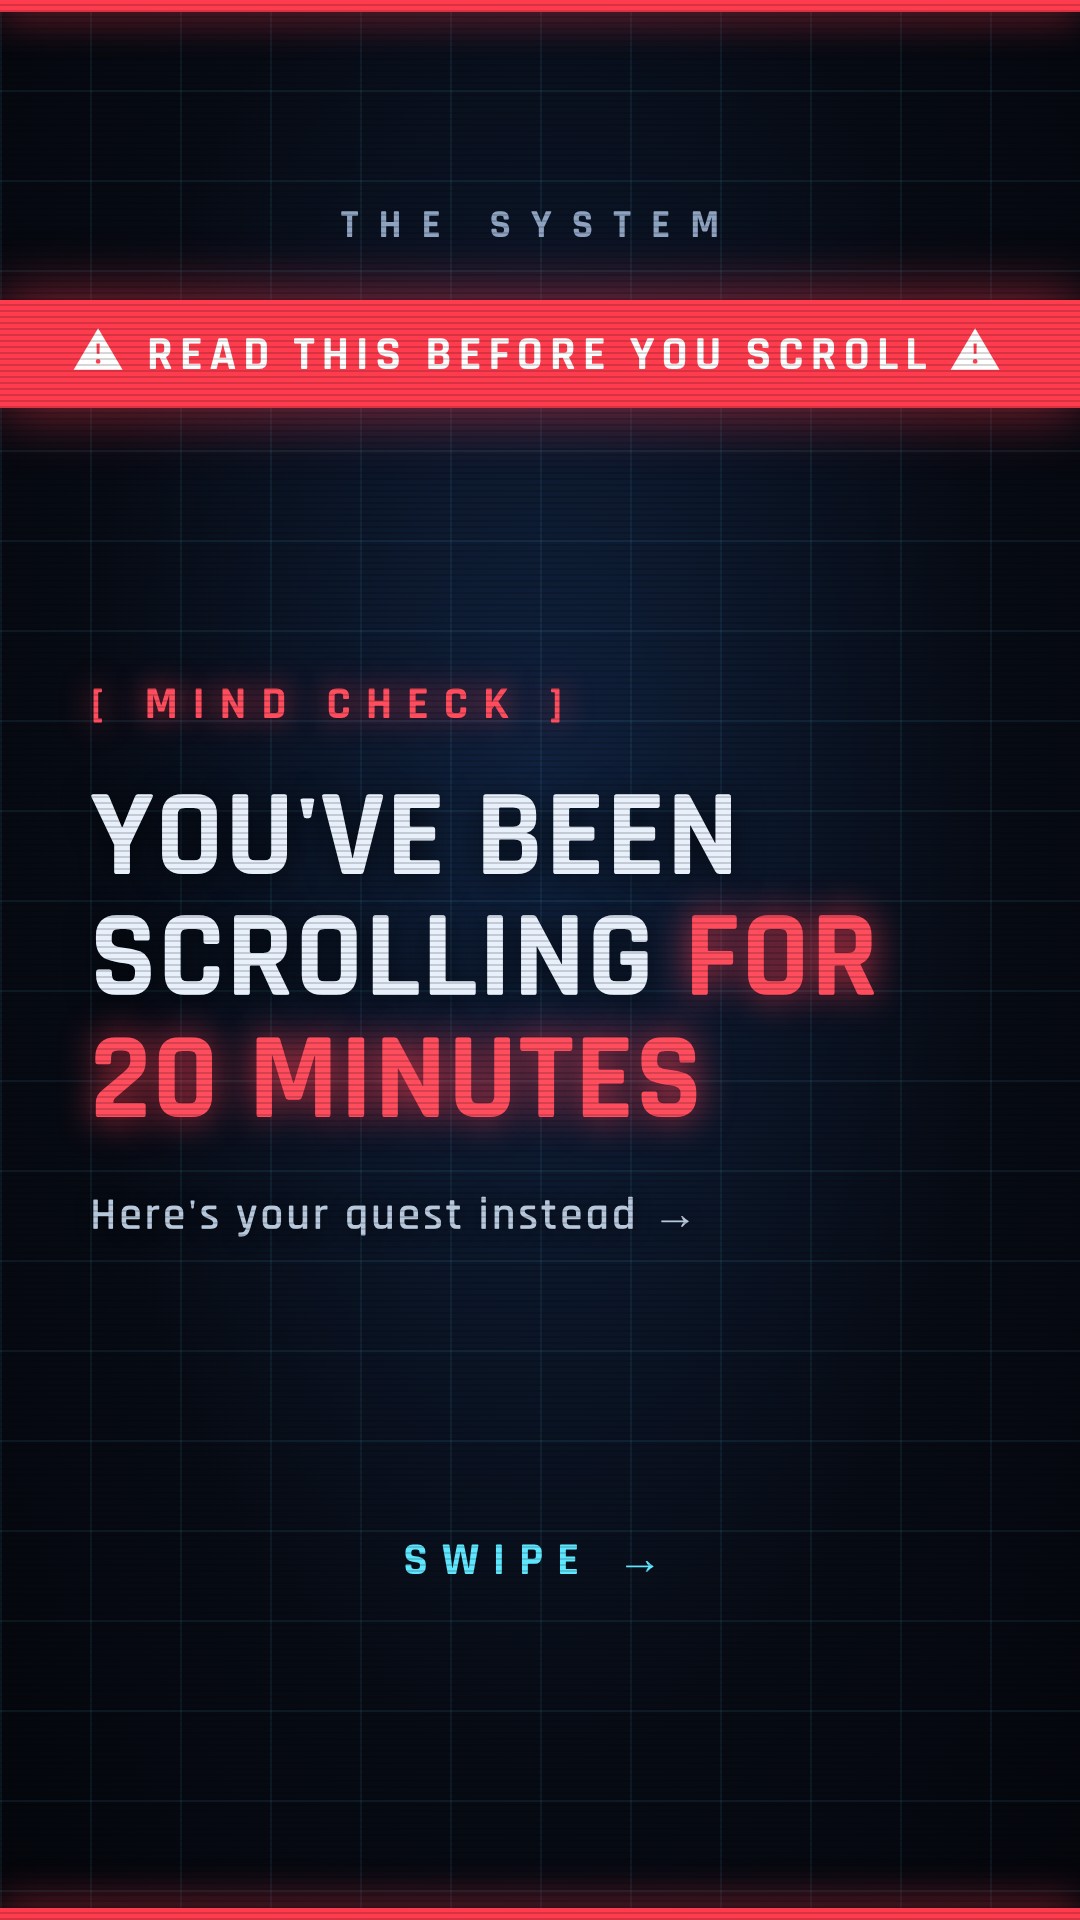 THE SYSTEM
⚠ READ THIS BEFORE YOU SCROLL ⚠
[ MIND CHECK ]
YOU'VE BEEN
SCROLLING FOR
20 MINUTES
Here's your quest instead →
SWIPE →